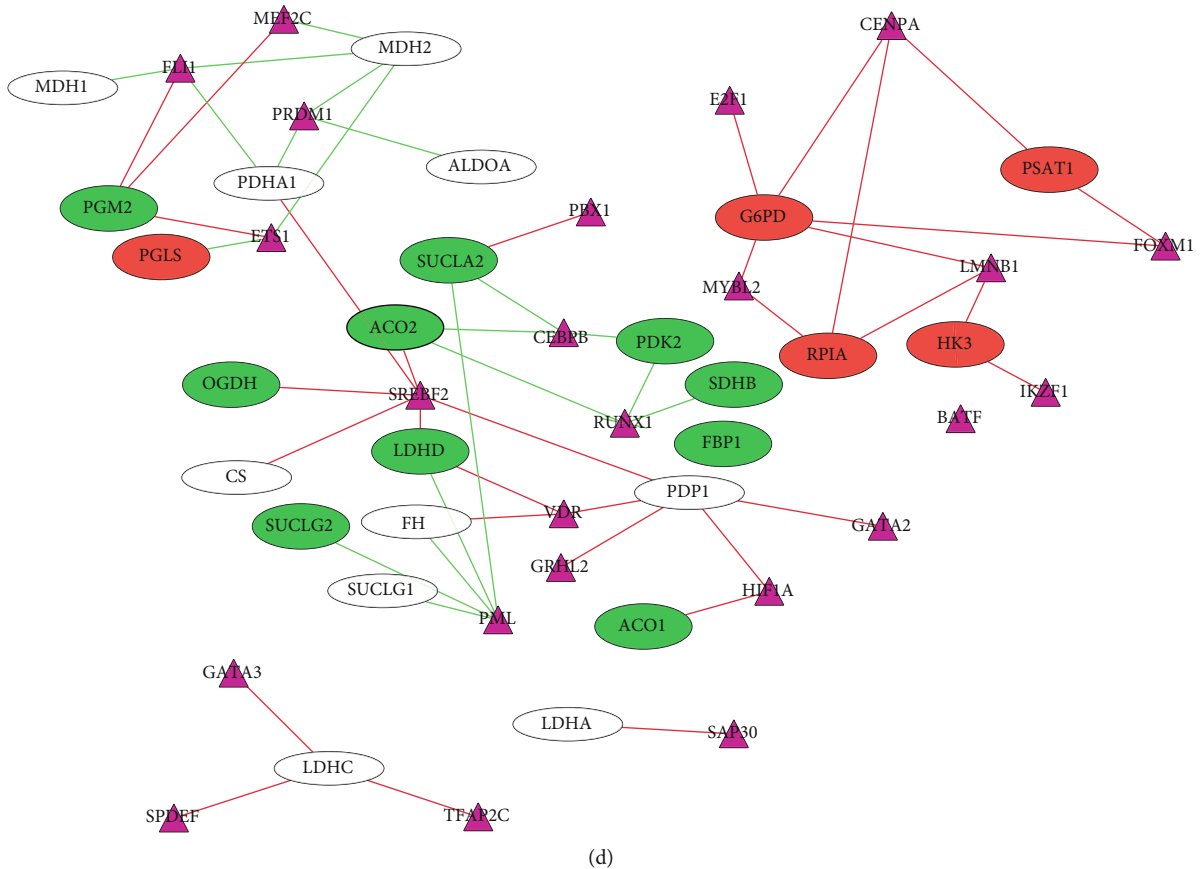 MEF2C
CENPA
MDH2
FLI1
MDH1
E2F1
PRDM1
ALDOA
PSAT1
PDHA1
PGM2
PBX1
G6PD
ETS1
FOXM1
PGLS
SUCLA2
LMNB1
MYBL2
ACO2
CEBPB
PDK2
HK3
RPIA
OGDH
SDHB
SREBF2
IKZF1
RUNX1
BATF
LDHD
FBP1
CS
PDP1
VDR
SUCLG2
FH
GATA2
GRHL2
SUCLG1
HIF1A
PML
ACO1
GATA3
LDHA
SAP30
LDHC
SPDEF
TFAP2C
(d)